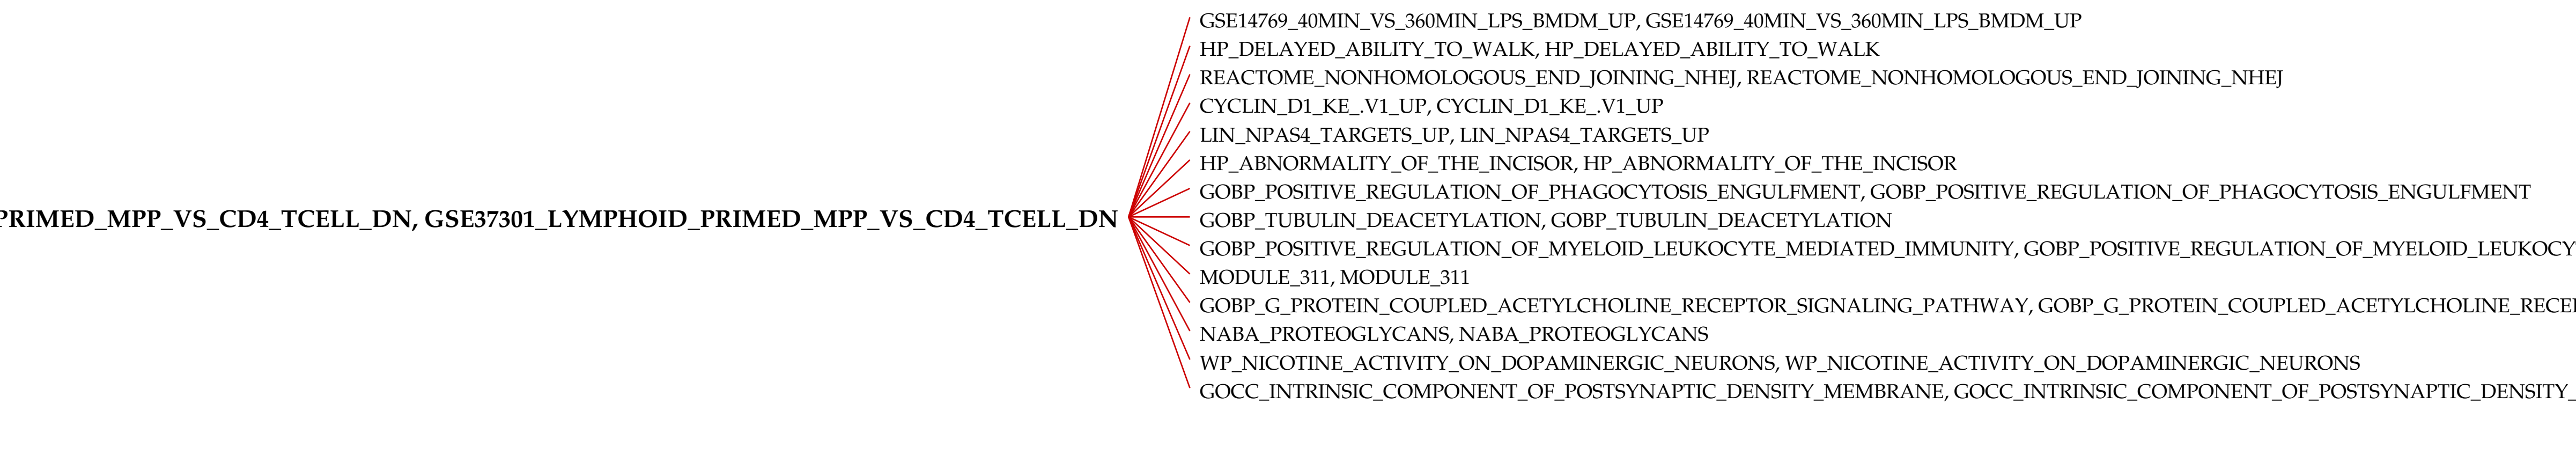 GSE14769_40MIN_VS_360MIN_LPS_BMDM_UP, GSE14769_40MIN_VS_360MIN_LPS_BMDM_UP
HP_DELAYED_ABILITY_TO_WALK, HP_DELAYED_ABILITY_TO_WALK
REACTOME_NONHOMOLOGOUS_END_JOINING_NHEJ, REACTOME_NONHOMOLOGOUS_END_JOINING_NHEJ
CYCLIN_D1_KE_.V1_UP, CYCLIN_D1_KE_.V1_UP
LIN_NPAS4_TARGETS_UP, LIN_NPAS4_TARGETS_UP
HP_ABNORMALITY_OF_THE_INCISOR, HP_ABNORMALITY_OF_THE_INCISOR
GOBP_POSITIVE_REGULATION_OF_PHAGOCYTOSIS_ENGULFMENT, GOBP_POSITIVE_REGULATION_OF_PHAGOCYTOSIS_ENGULFMENT
PRIMED_MPP_VS_CD4_TCELL_DN, GSE37301_LYMPHOID_PRIMED_MPP_VS_CD4_TCELL_DN
GOBP_TUBULIN_DEACETYLATION, GOBP_TUBULIN_DEACETYLATION
GOBP_POSITIVE_REGULATION_OF_MYELOID_LEUKOCYTE_MEDIATED_IMMUNITY, GOBP_POSITIVE_REGULATION_OF_MYELOID_LEUKOCY
MODULE_311, MODULE_311
GOBP_G_PROTEIN_COUPLED_ACETYLCHOLINE_RECEPTOR_SIGNALING_PATHWAY, GOBP_G_PROTEIN_COUPLED_ACETYLCHOLINE_RECE
NABA_PROTEOGLYCANS, NABA_PROTEOGLYCANS
WP_NICOTINE_ACTIVITY_ON_DOPAMINERGIC_NEURONS, WP_NICOTINE_ACTIVITY_ON_DOPAMINERGIC_NEURONS
GOCC_INTRINSIC_COMPONENT_OF_POSTSYNAPTIC_DENSITY_MEMBRANE, GOCC_INTRINSIC_COMPONENT_OF_POSTSYNAPTIC_DENSITY_